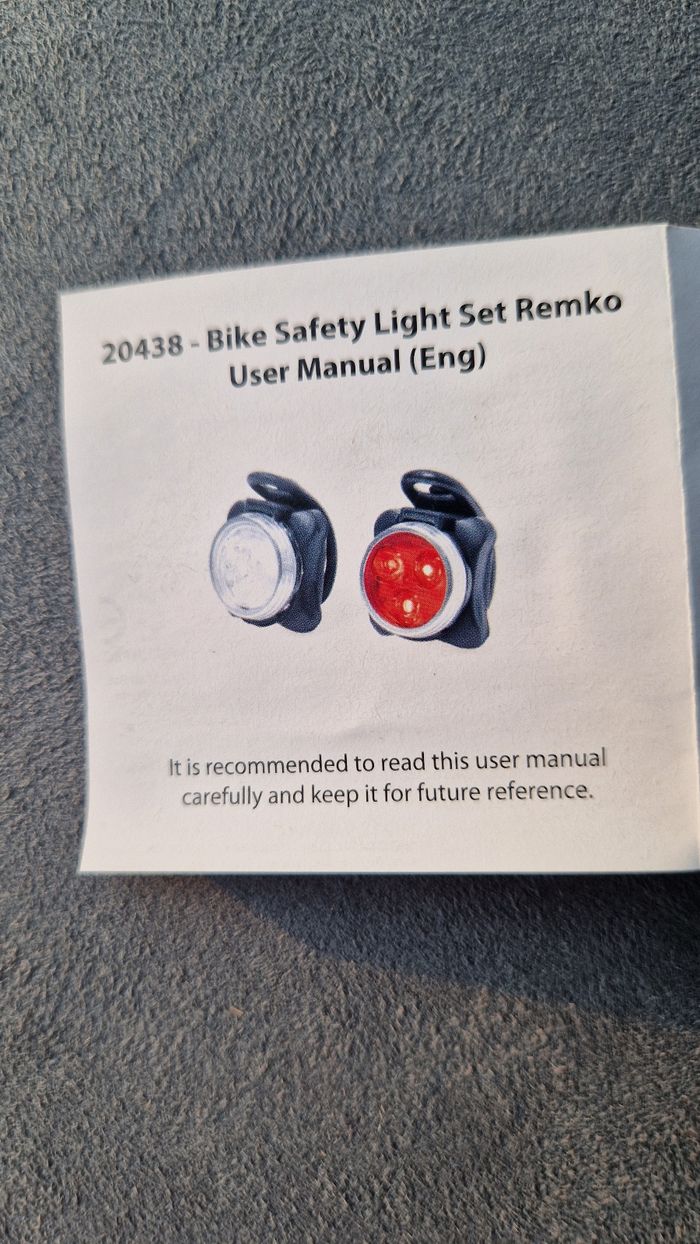 20438 - Bike Safety Light Set Remko
User Manual (Eng)
It is recommended to read this user manual
carefully and keep it for future reference.